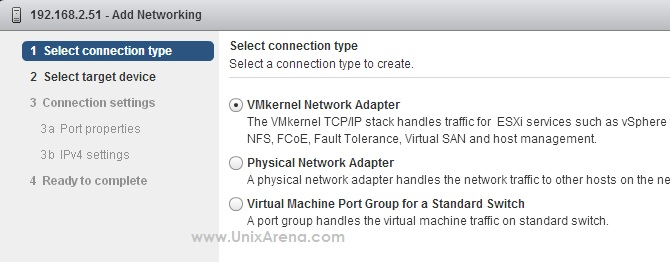 192.168.2.51 - Add Networking
1 Select connection type
2 Select target device
3 Connection settings
3a Port properties
3b IPv4 settings
4 Ready to complete
Select connection type
Select a connection type to create.
VMkernel Network Adapter
The VMkernel TCP/IP stack handles traffic for ESXi services such as vSphere
NFS, FCoE, Fault Tolerance, Virtual SAN and host management.
Physical Network Adapter
A physical network adapter handles the network traffic to other hosts on the ne
Virtual Machine Port Group for a Standard Switch
A port group handles the virtual machine traffic on standard switch.
www.UnixArena.com